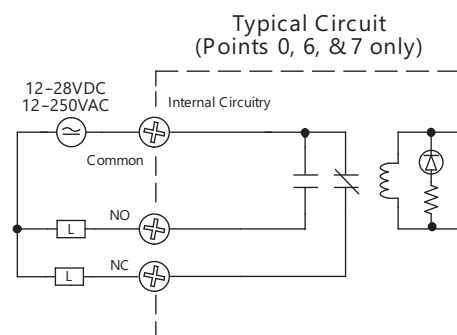 Typical Circuit
(Points 0, 6, & 7 only)
12–28VDC
12–250VAC
Internal Circuitry
Common
L
NO
L
NC